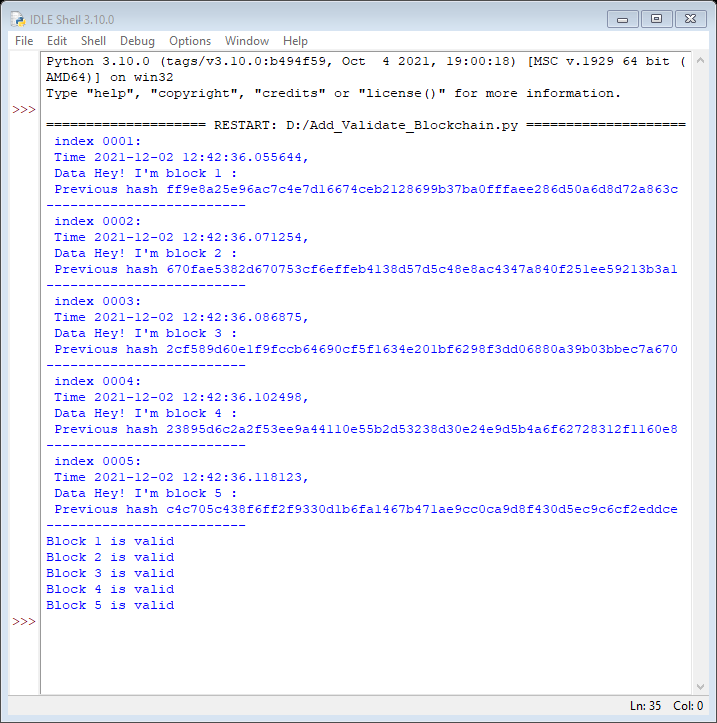 IDLE Shell 3.10.0
File Edit Shell Debug Options Window Help
Python 3.10.0 (tags/v3.10.0:b494f59, Oct  4 2021, 19:00:18) [MSC v.1929 64 bit (
AMD64)] on win32
Type "help", "copyright", "credits" or "license()" for more information.
>>>
==================== RESTART: D:/Add_Validate_Blockchain.py ====================
index 0001:
Time 2021-12-02 12:42:36.055644,
Data Hey! I'm block 1 :
Previous hash ff9e8a25e96ac7c4e7d16674ceb2128699b37ba0fffaee286d50a6d8d72a863c
-------------------------
index 0002:
Time 2021-12-02 12:42:36.071254,
Data Hey! I'm block 2 :
Previous hash 670fae5382d670753cf6effeb4138d57d5c48e8ac4347a840f251ee59213b3a1
-------------------------
index 0003:
Time 2021-12-02 12:42:36.086875,
Data Hey! I'm block 3 :
Previous hash 2cf589d60e1f9fccb64690cf5f1634e201bf6298f3dd06880a39b03bbec7a670
-------------------------
index 0004:
Time 2021-12-02 12:42:36.102498,
Data Hey! I'm block 4 :
Previous hash 23895d6c2a2f53ee9a44110e55b2d53238d30e24e9d5b4a6f62728312f1160e8
-------------------------
index 0005:
Time 2021-12-02 12:42:36.118123,
Data Hey! I'm block 5 :
Previous hash c4c705c438f6ff2f9330d1b6fa1467b471ae9cc0ca9d8f430d5ec9c6cf2eddce
-------------------------
Block 1 is valid
Block 2 is valid
Block 3 is valid
Block 4 is valid
Block 5 is valid
>>>
Ln: 35 Col: 0